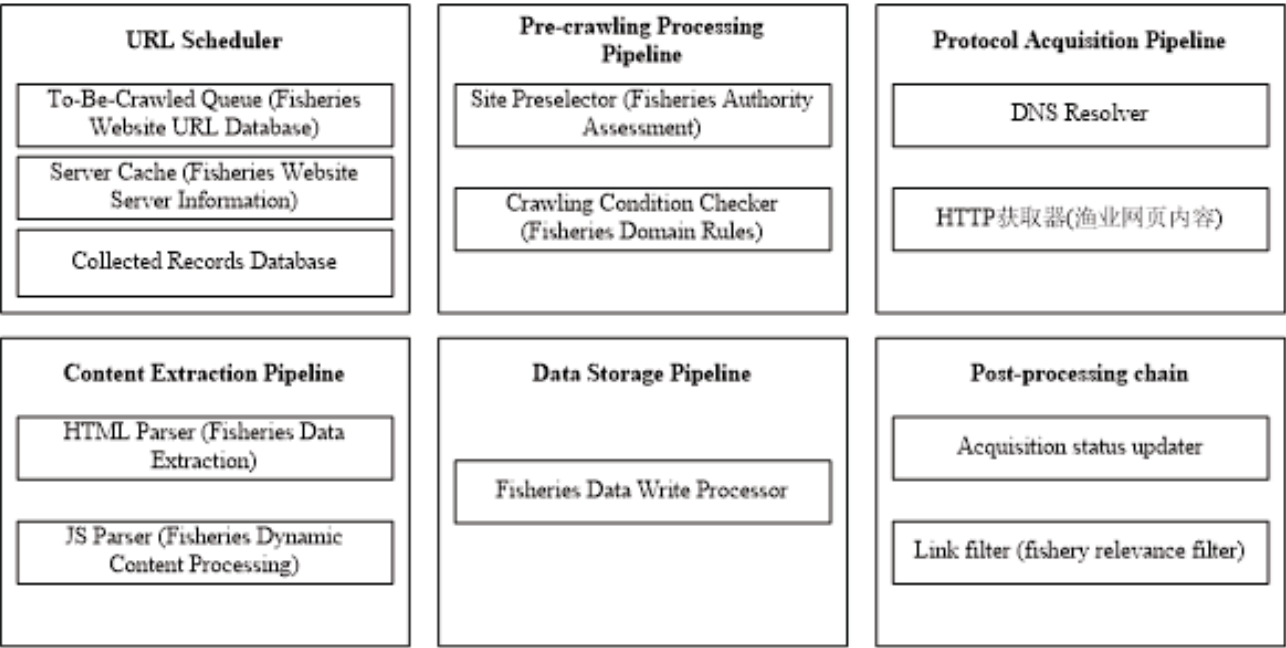 URL Scheduler
To-Be-Crawled Queue (Fisheries
Website URL Database)
Server Cache (Fisheries Website
Server Information)
Collected Records Database
Pre-crawling Processing
Pipeline
Site Preselector (Fisheries Authority
Assessment)
Crawling Condition Checker
(Fisheries Domain Rules)
Protocol Acquisition Pipeline
DNS Resolver
HTTP获取器(渔业网页内容)
Content Extraction Pipeline
HTML Parser (Fisheries Data
Extraction)
JS Parser (Fisheries Dynamic
Content Processing)
Data Storage Pipeline
Fisheries Data Write Processor
Post-processing chain
Acquisition status updater
Link filter (fishery relevance filter)